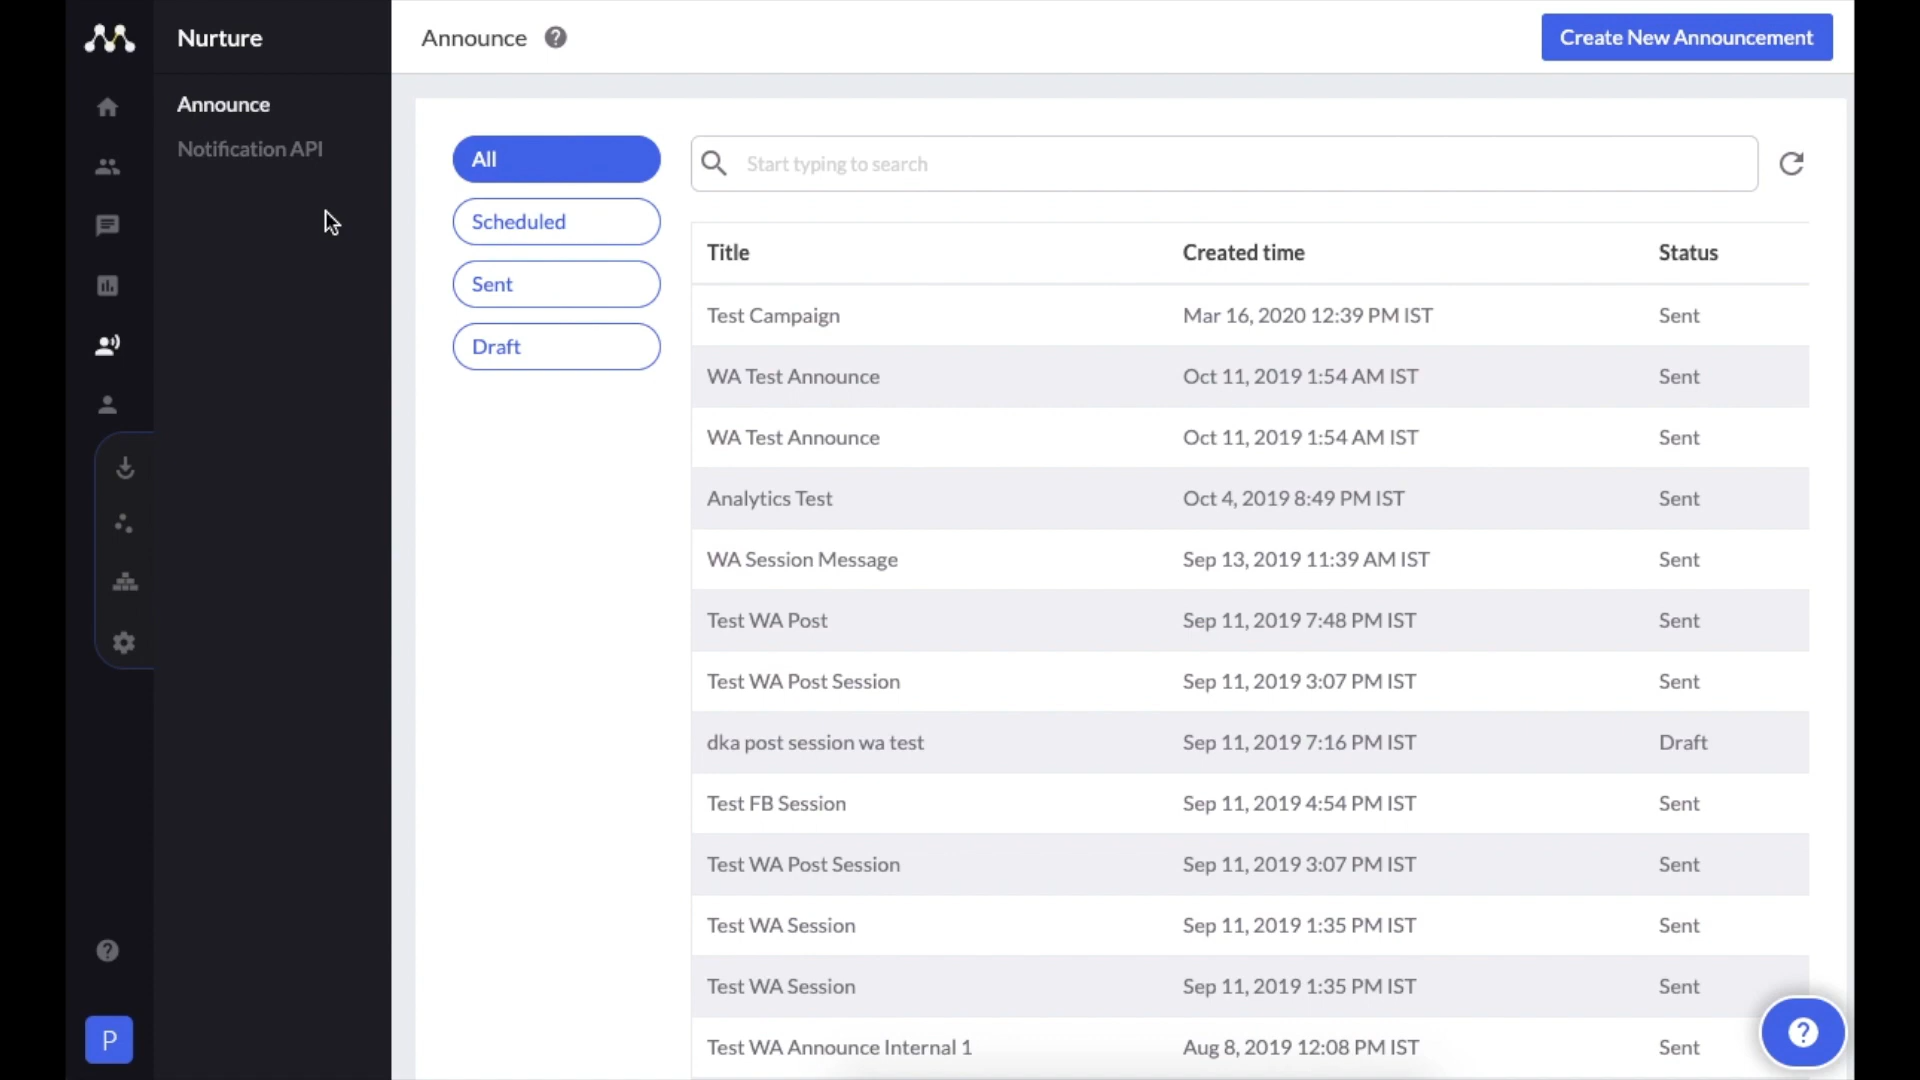 Nurture
Announce
Notification API
Announce ?
Create New Announcement
All
Scheduled
Sent
Draft
Start typing to search
Title Created time Status
Test Campaign Mar 16, 2020 12:39 PM IST Sent
WA Test Announce Oct 11, 2019 1:54 AM IST Sent
WA Test Announce Oct 11, 2019 1:54 AM IST Sent
Analytics Test Oct 4, 2019 8:49 PM IST Sent
WA Session Message Sep 13, 2019 11:39 AM IST Sent
Test WA Post Sep 11, 2019 7:48 PM IST Sent
Test WA Post Session Sep 11, 2019 3:07 PM IST Sent
dka post session wa test Sep 11, 2019 7:16 PM IST Draft
Test FB Session Sep 11, 2019 4:54 PM IST Sent
Test WA Post Session Sep 11, 2019 3:07 PM IST Sent
Test WA Session Sep 11, 2019 1:35 PM IST Sent
Test WA Session Sep 11, 2019 1:35 PM IST Sent
Test WA Announce Internal 1 Aug 8, 2019 12:08 PM IST Sent
?
P
?